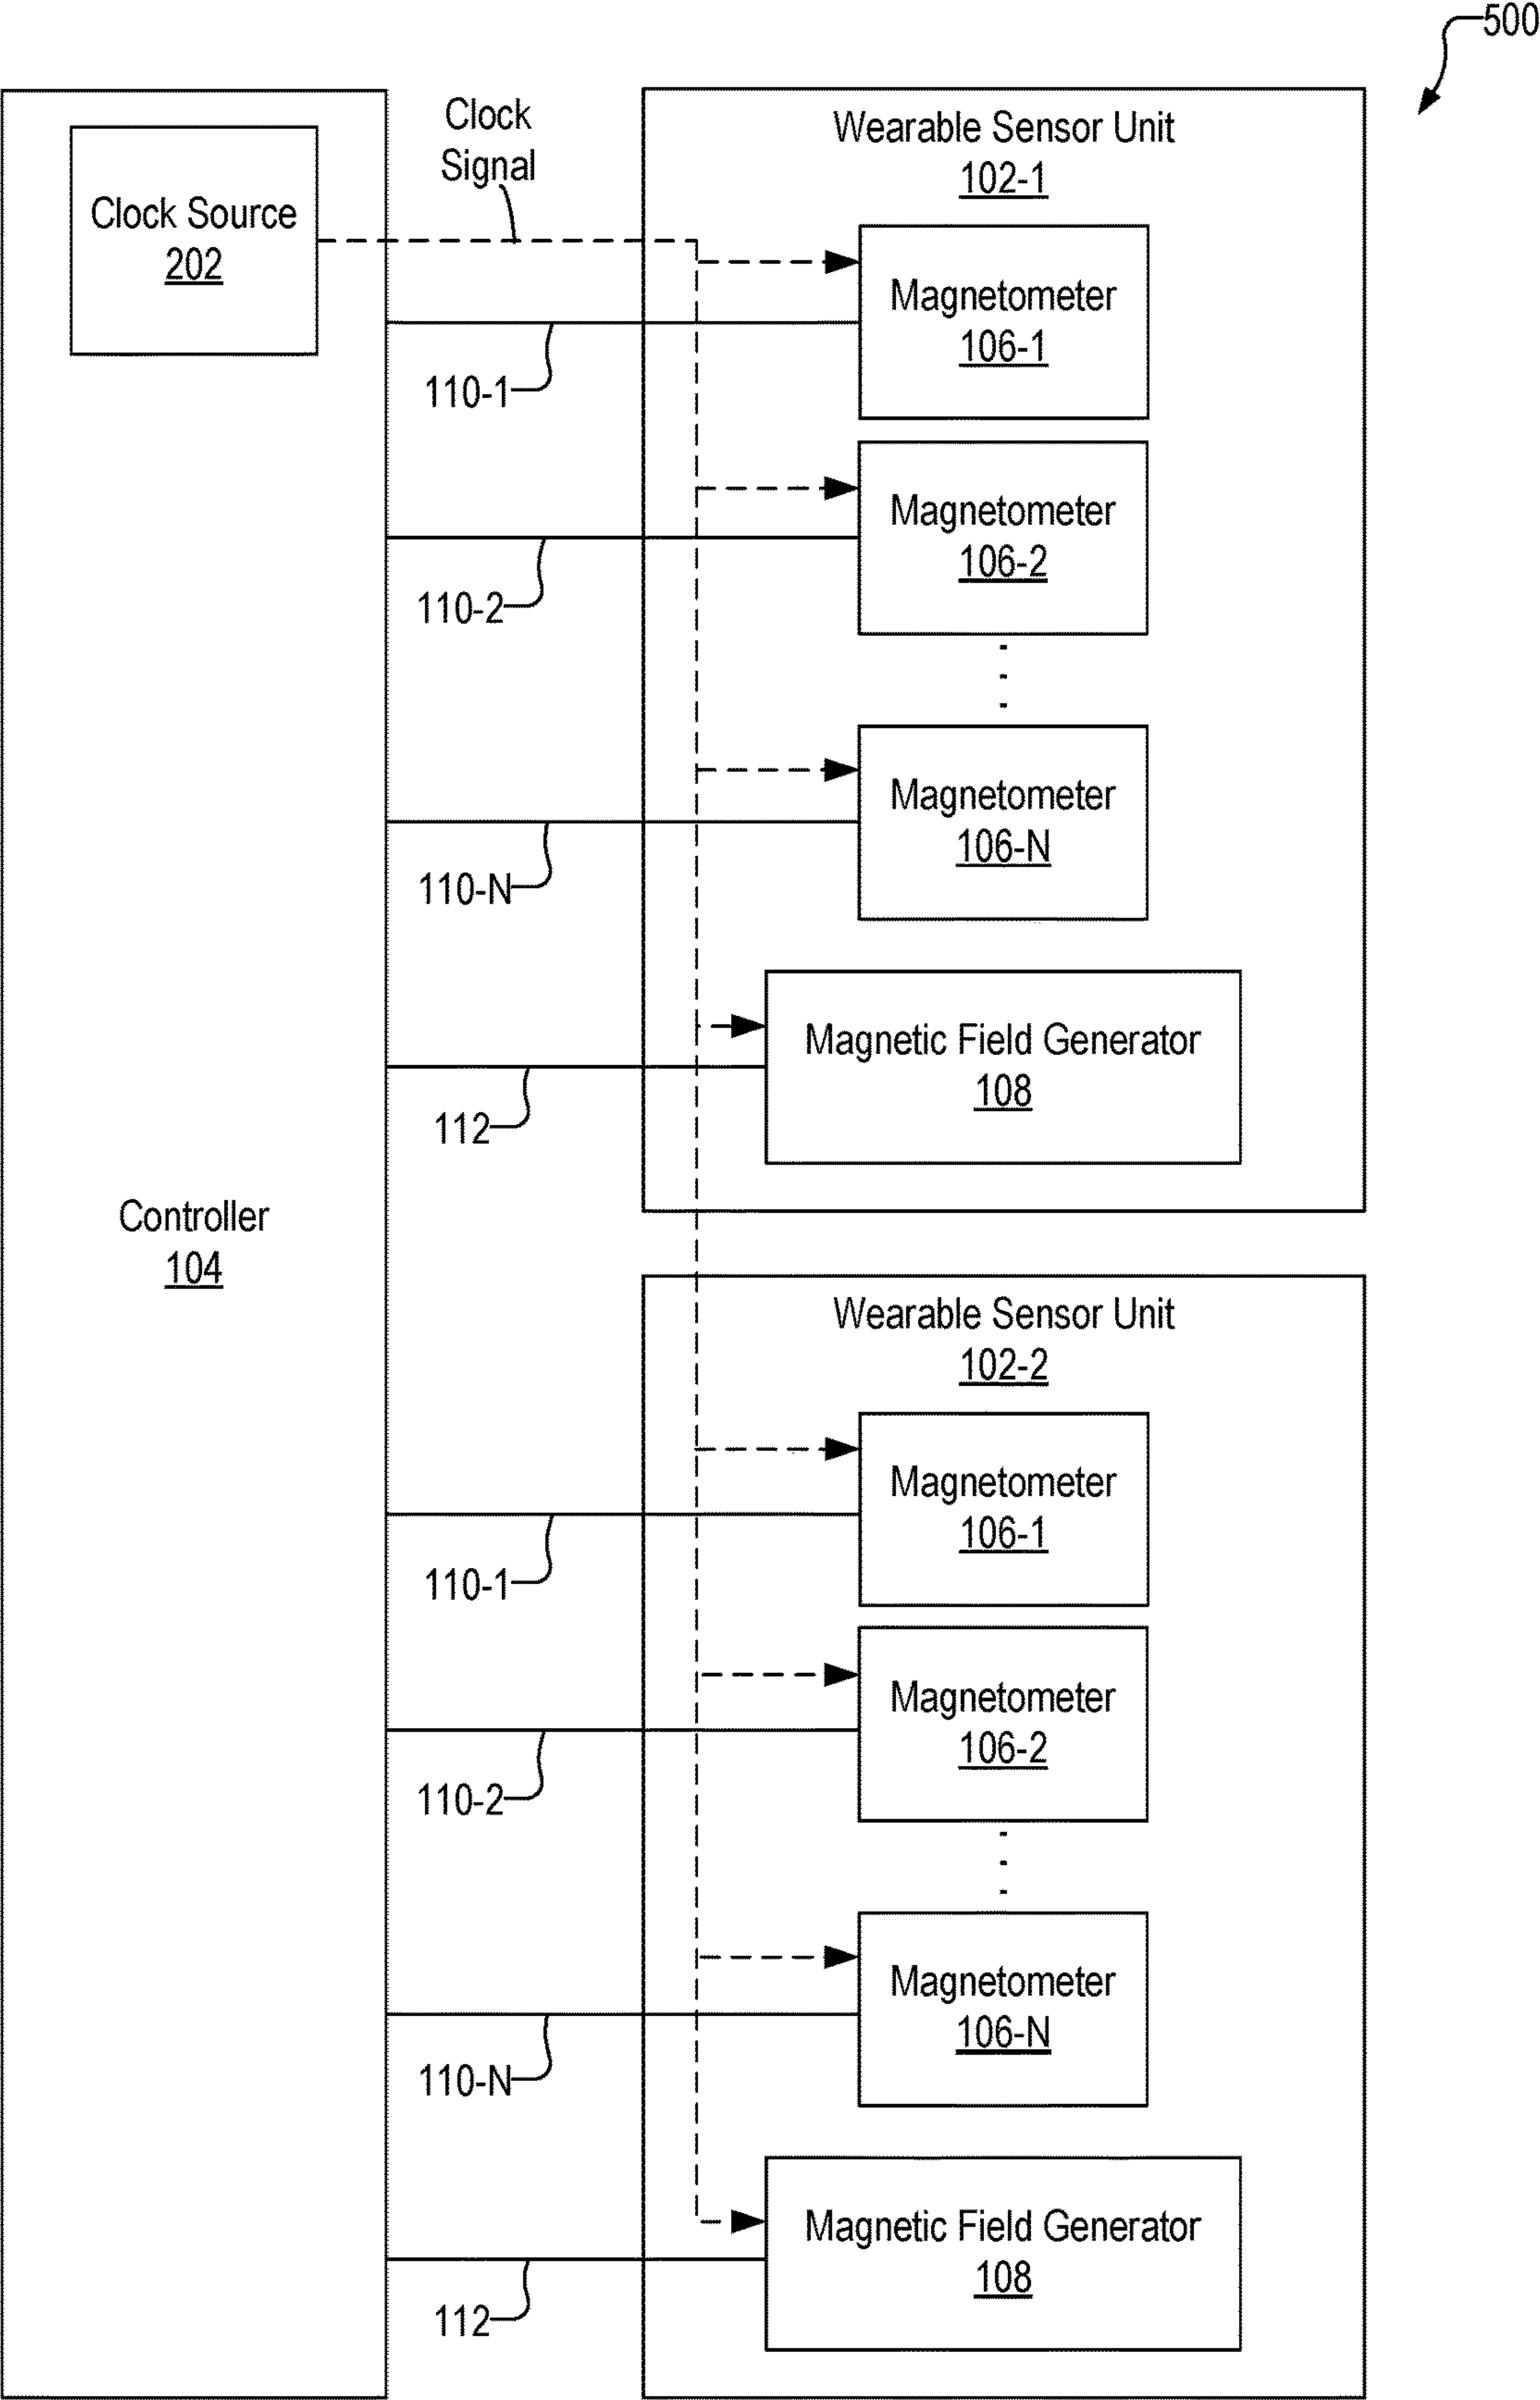 500
Clock
Signal
Clock Source
202
Wearable Sensor Unit
102-1
Magnetometer
106-1
110-1
Magnetometer
106-2
110-2
Magnetometer
106-N
110-N
Magnetic Field Generator
108
112
Controller
104
Wearable Sensor Unit
102-2
Magnetometer
106-1
110-1
Magnetometer
106-2
110-2
Magnetometer
106-N
110-N
Magnetic Field Generator
108
112